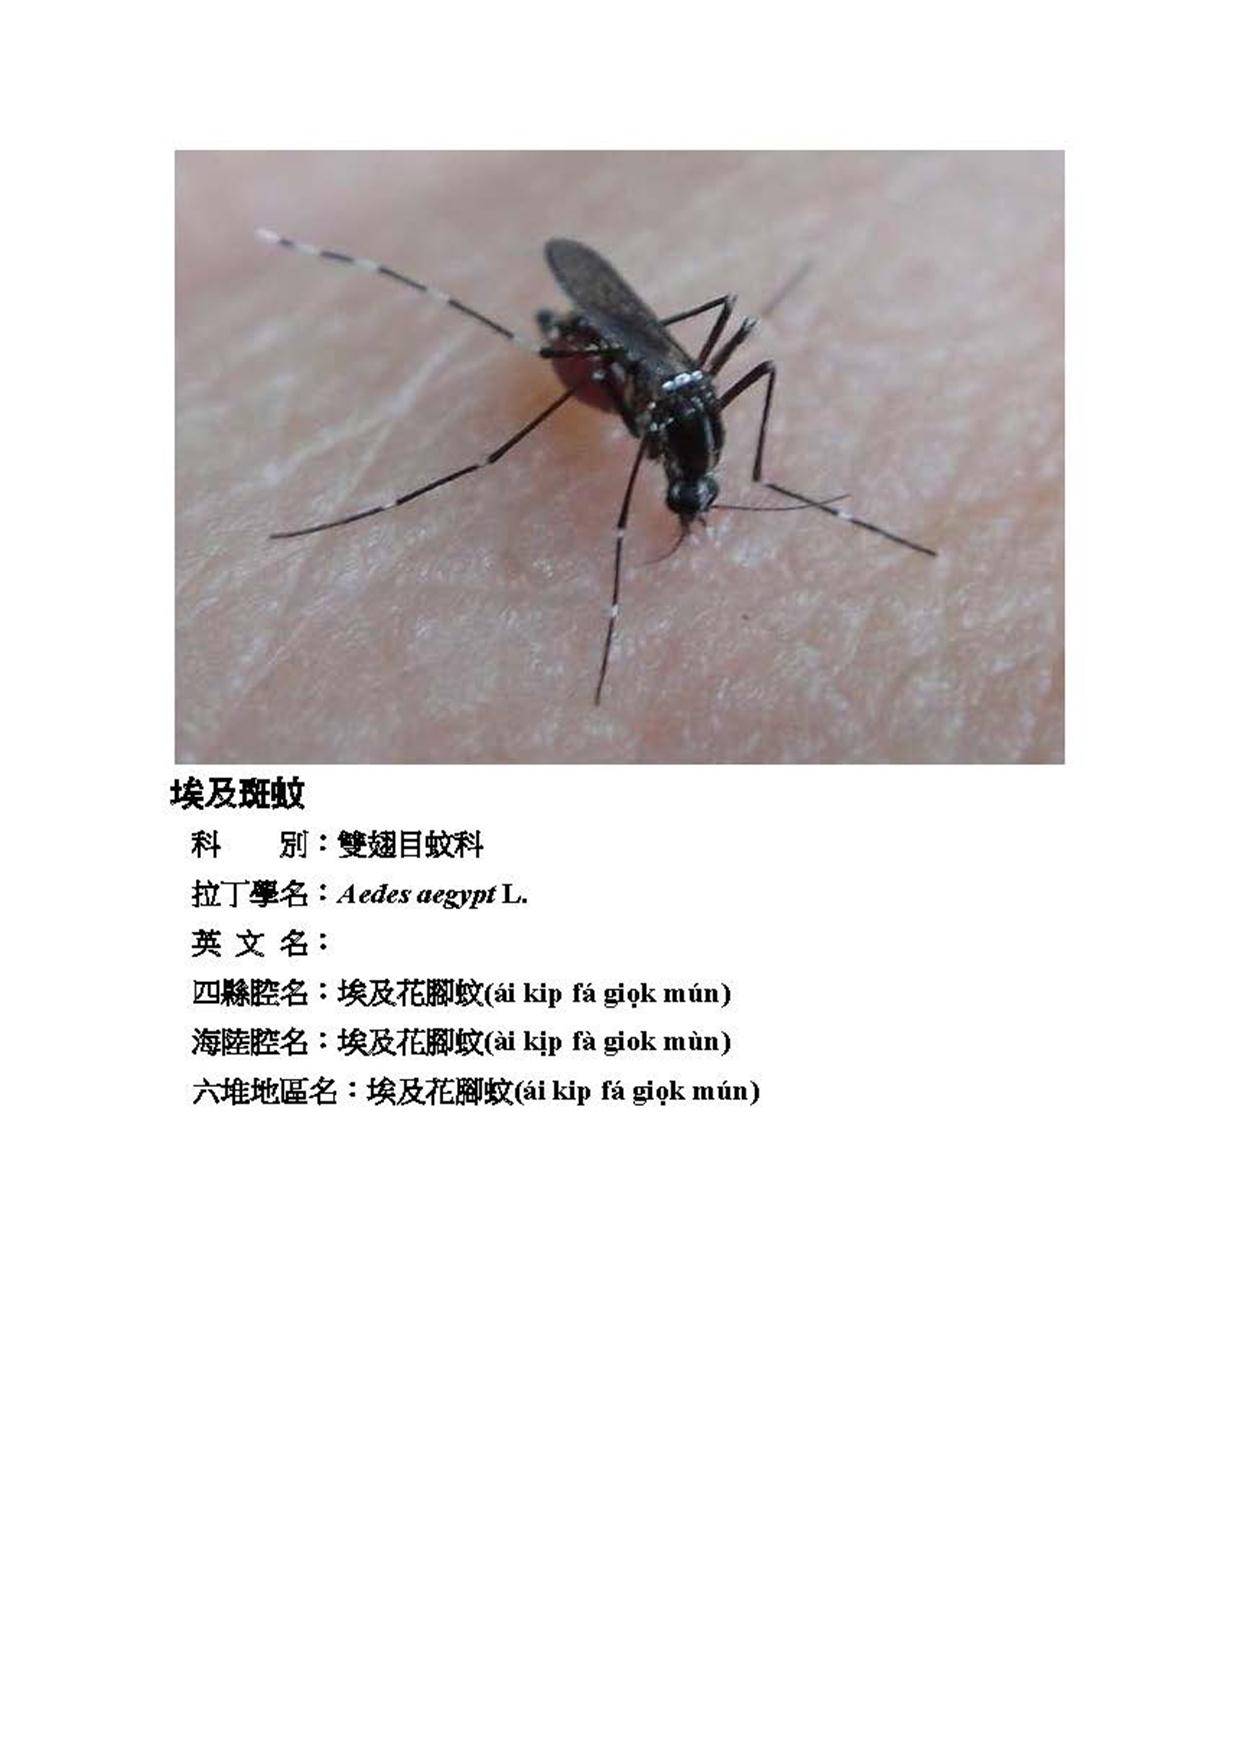 埃及斑蚊
科　　別：雙翅目蚊科
拉丁學名：Aedes aegypt L.
英 文 名：
四縣腔名：埃及花腳蚊(ái kip fá giọk mún)
海陸腔名：埃及花腳蚊(ài kịp fà giok mùn)
六堆地區名：埃及花腳蚊(ái kip fá giọk mún)